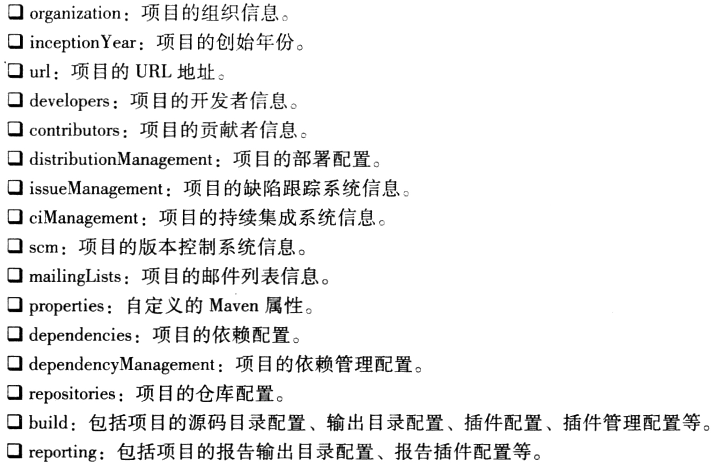 ❑ organization：项目的组织信息。
❑ inceptionYear：项目的创始年份。
❑ url：项目的 URL 地址。
❑ developers：项目的开发者信息。
❑ contributors：项目的贡献者信息。
❑ distributionManagement：项目的部署配置。
❑ issueManagement：项目的缺陷跟踪系统信息。
❑ ciManagement：项目的持续集成系统信息。
❑ scm：项目的版本控制系统信息。
❑ mailingLists：项目的邮件列表信息。
❑ properties：自定义的 Maven 属性。
❑ dependencies：项目的依赖配置。
❑ dependencyManagement：项目的依赖管理配置。
❑ repositories：项目的仓库配置。
❑ build：包括项目的源码目录配置、输出目录配置、插件配置、插件管理配置等。
❑ reporting：包括项目的报告输出目录配置、报告插件配置等。